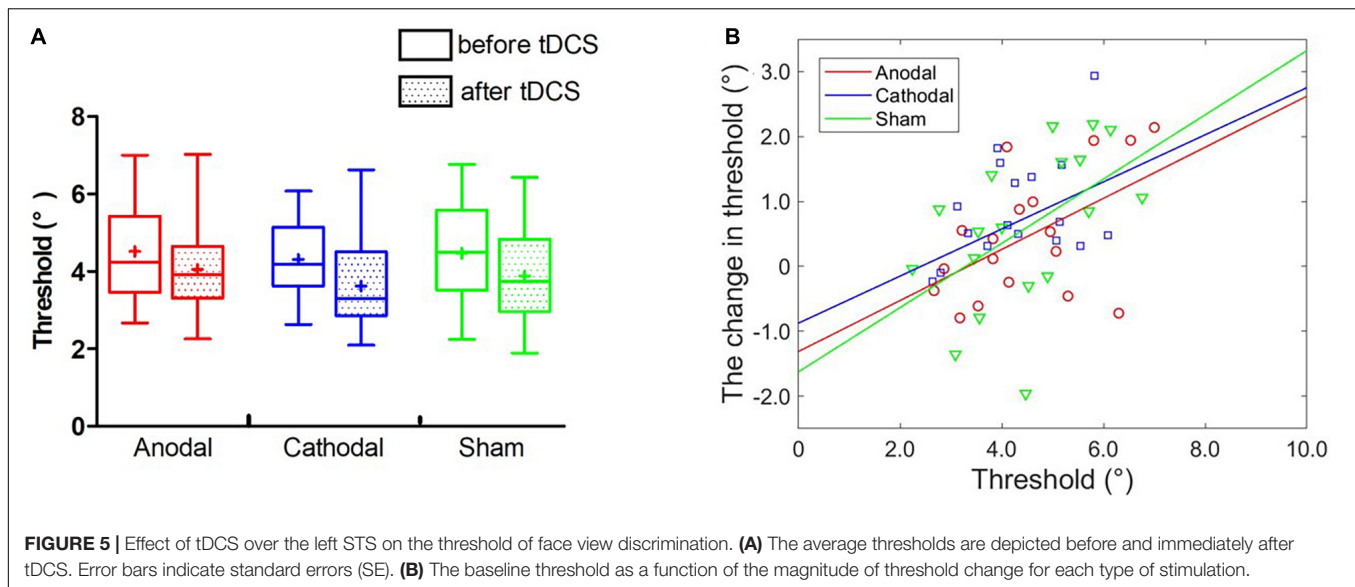 A
before tDCS
after tDCS
Threshold (°)
8
6
4
2
0
Anodal
Cathodal
Sham
B
The change in threshold (°)
3.0
2.0
1.0
0
-1.0
-2.0
Anodal
Cathodal
Sham
0
2.0
4.0
6.0
8.0
10.0
Threshold (°)
FIGURE 5 | Effect of tDCS over the left STS on the threshold of face view discrimination. (A) The average thresholds are depicted before and immediately after
tDCS. Error bars indicate standard errors (SE). (B) The baseline threshold as a function of the magnitude of threshold change for each type of stimulation.